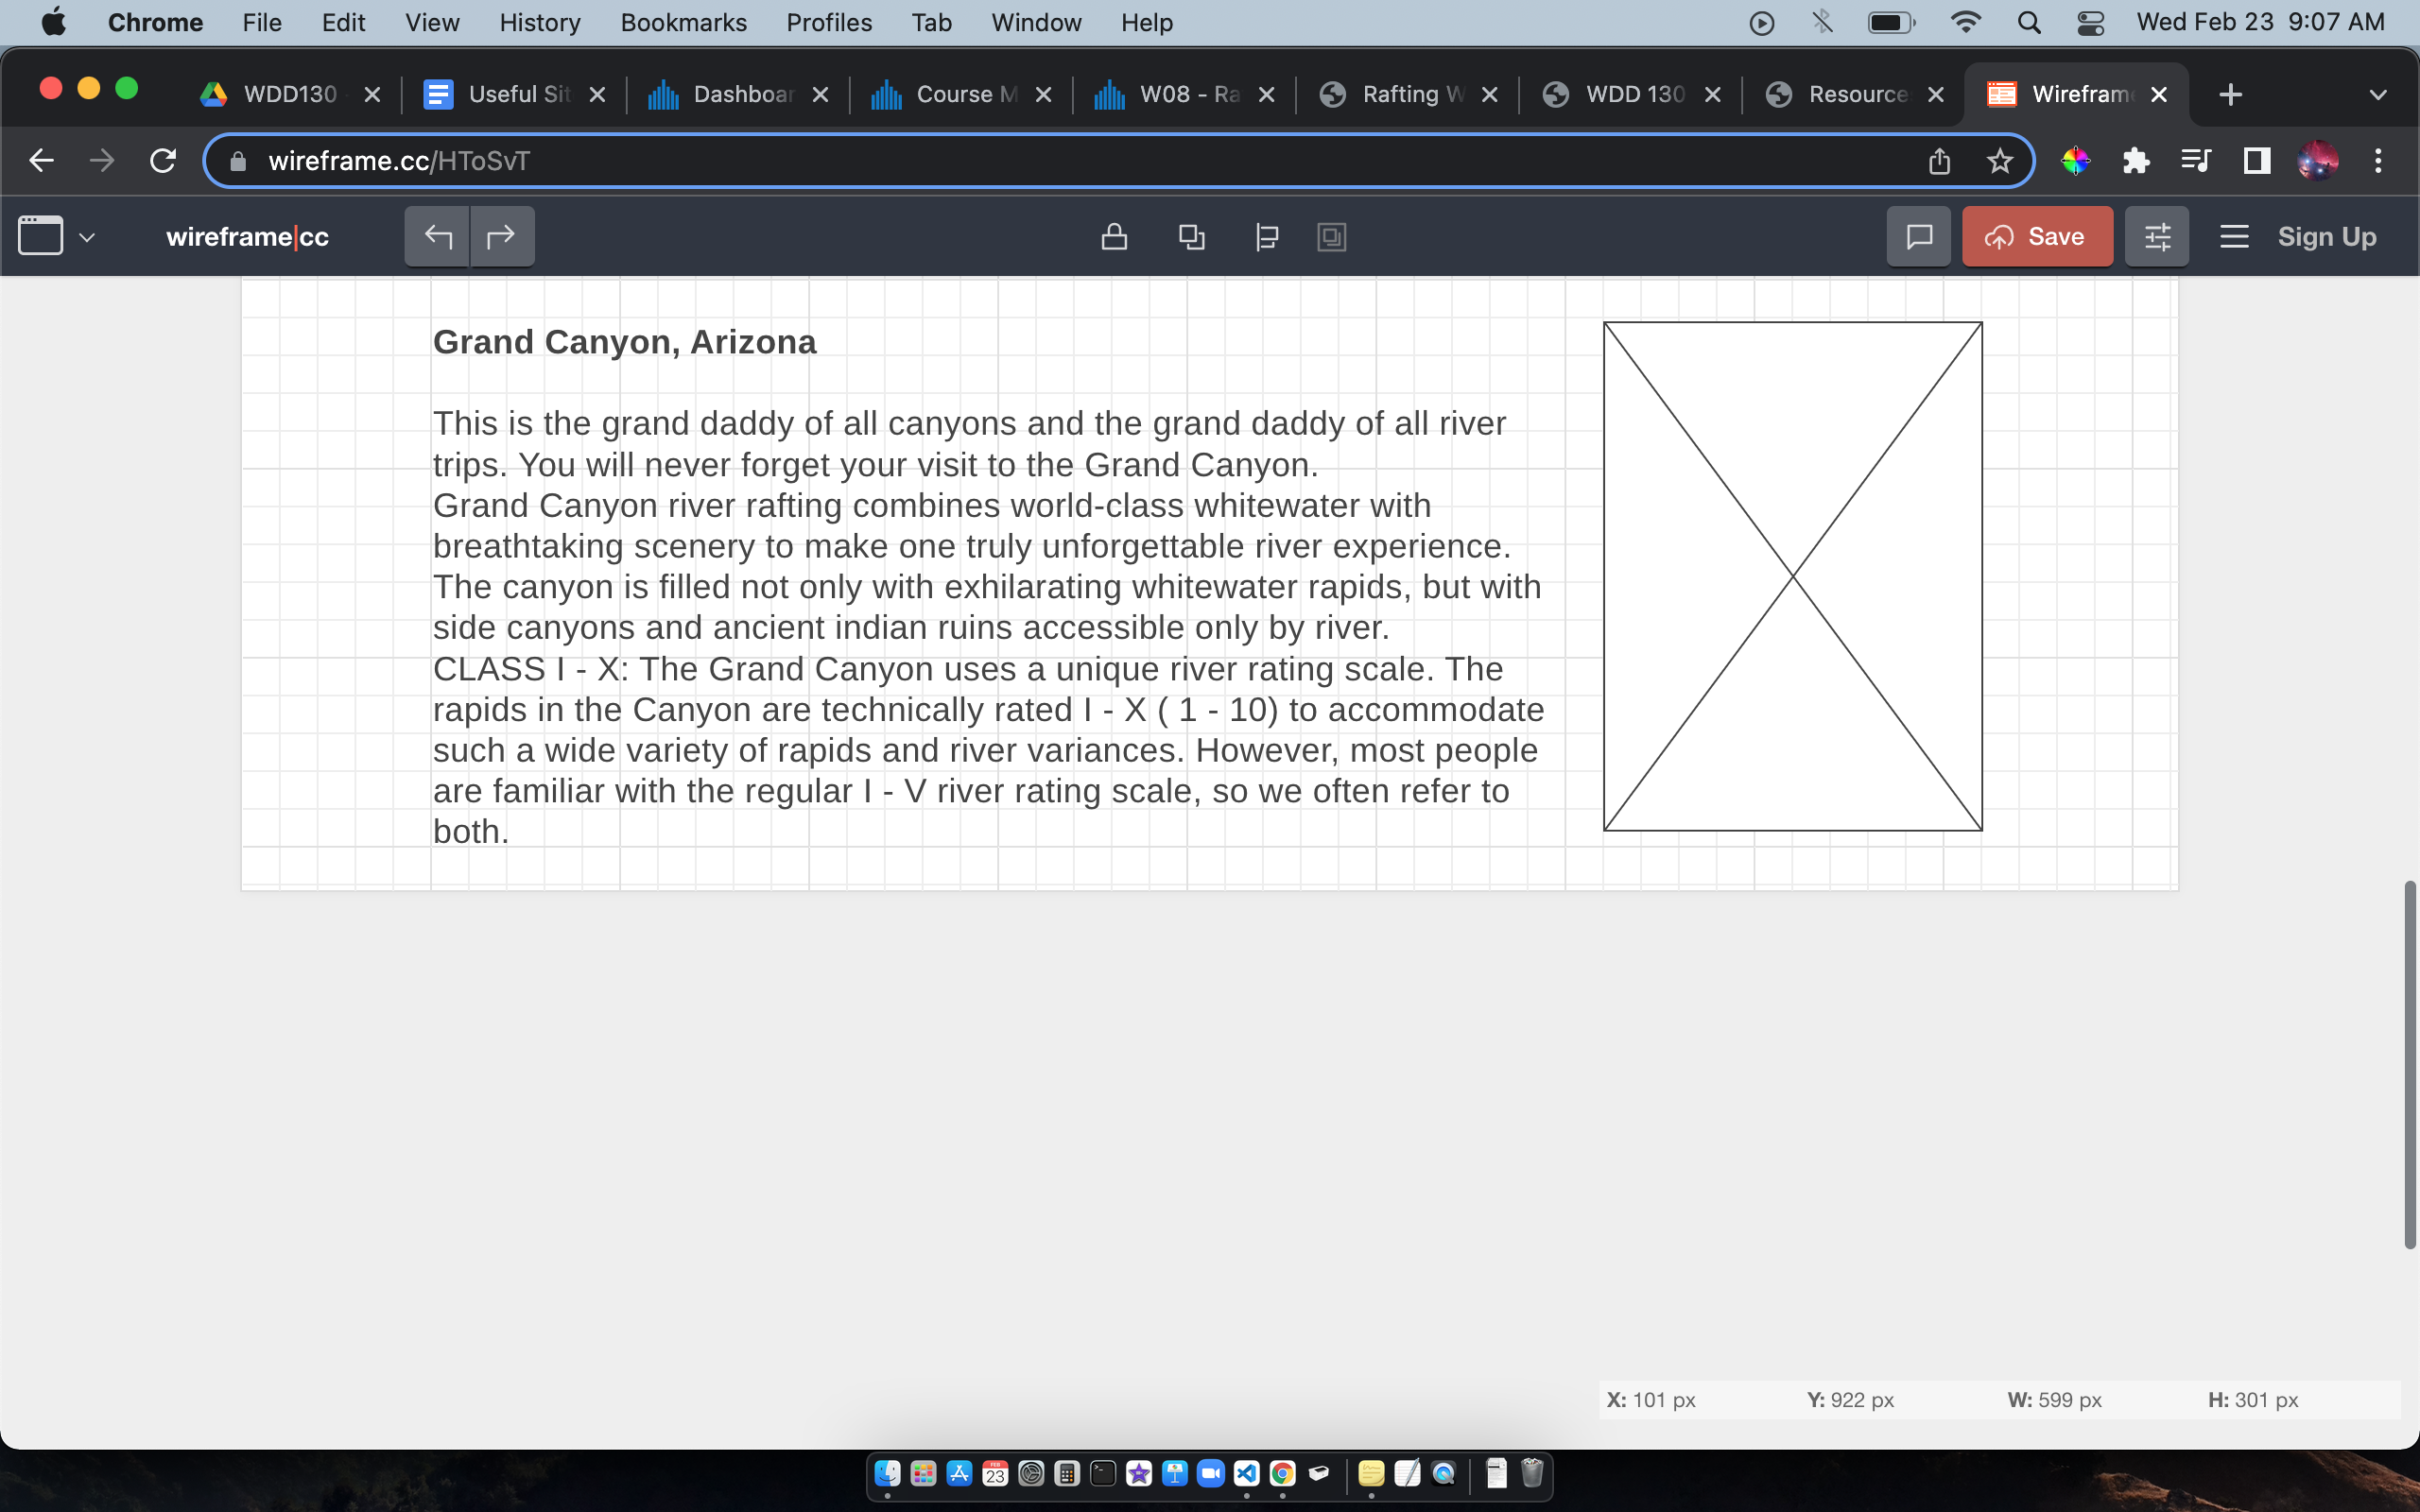 Chrome File Edit View History Bookmarks Profiles Tab Window Help Wed Feb 23 9:07 AM
WDD130 Useful Sit Dashboar Course M W08 - Ra Rafting W WDD 130 Resource Wirefram
wireframe.cc/HToSvT
wireframe|cc Save Sign Up
Grand Canyon, Arizona
This is the grand daddy of all canyons and the grand daddy of all river
trips. You will never forget your visit to the Grand Canyon.
Grand Canyon river rafting combines world-class whitewater with
breathtaking scenery to make one truly unforgettable river experience.
The canyon is filled not only with exhilarating whitewater rapids, but with
side canyons and ancient indian ruins accessible only by river.
CLASS I - X: The Grand Canyon uses a unique river rating scale. The
rapids in the Canyon are technically rated I - X ( 1 - 10) to accommodate
such a wide variety of rapids and river variances. However, most people
are familiar with the regular I - V river rating scale, so we often refer to
both.
X: 101 px Y: 922 px W: 599 px H: 301 px
FEB
23